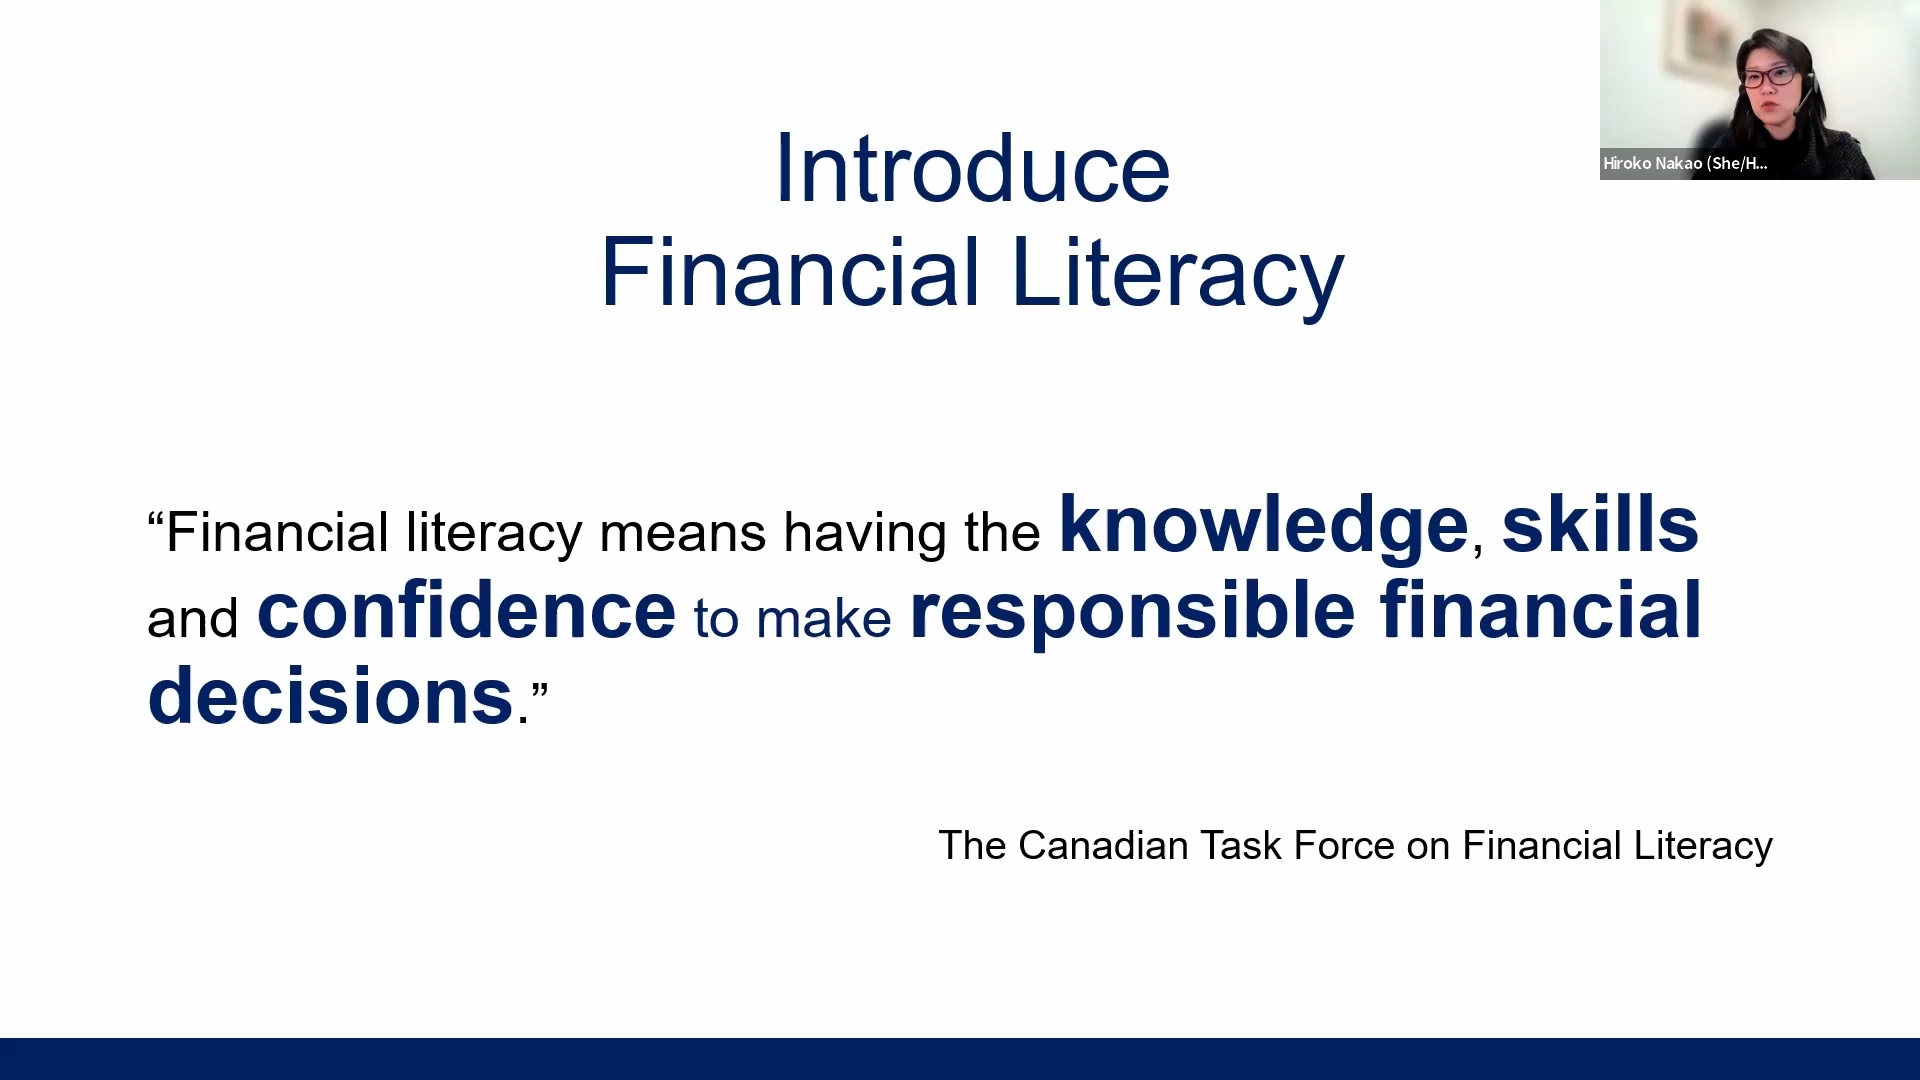 Introduce
Financial Literacy
Hiroko Nakao (She/H...
“Financial literacy means having the knowledge, skills
and confidence to make responsible financial
decisions.”
The Canadian Task Force on Financial Literacy